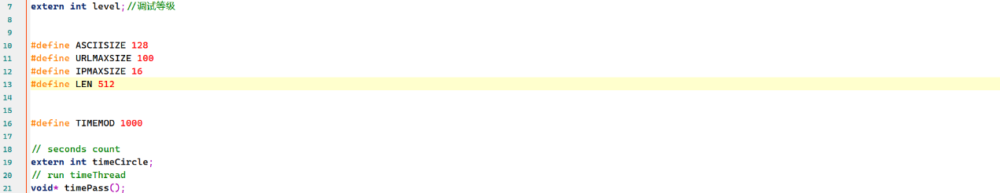 7 extern int level;//调试等级
8
9
10 #define ASCIISIZE 128
11 #define URLMAXSIZE 100
12 #define IPMAXSIZE 16
13 #define LEN 512
14
15
16 #define TIMEMOD 1000
17
18 // seconds count
19 extern int timeCircle;
20 // run timeThread
21 void* timePass();